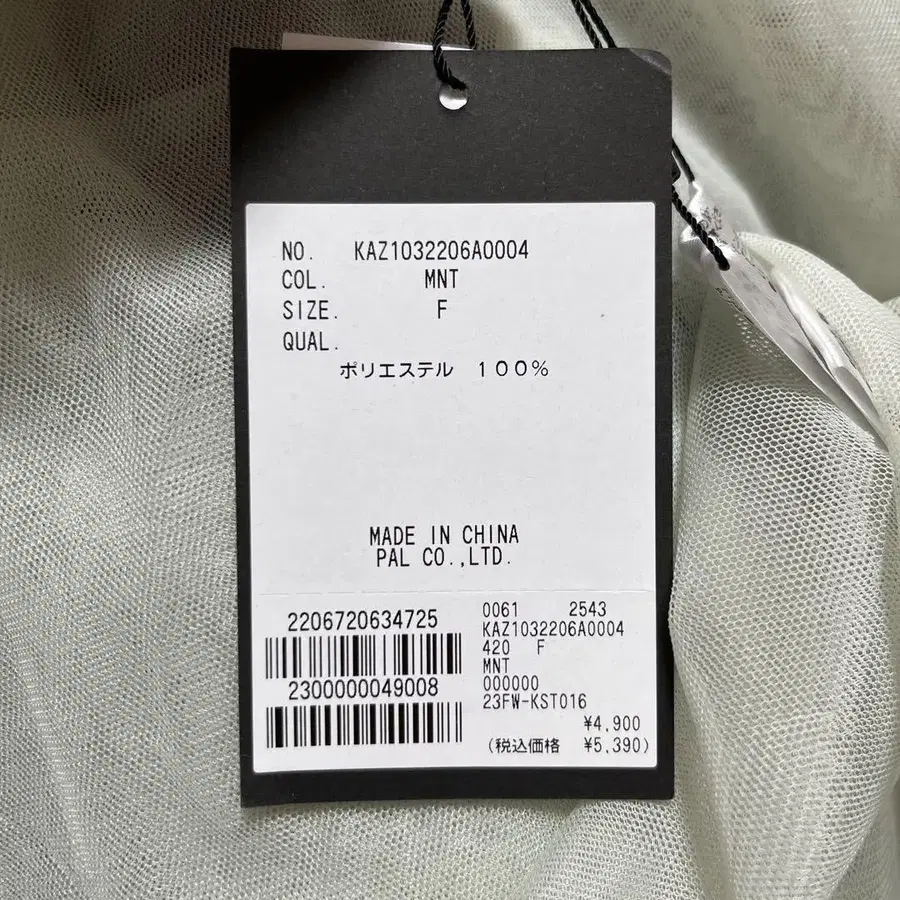 NO. KAZ1032206A0004
COL. MNT
SIZE. F
QUAL.
ポリエステル 100%
MADE IN CHINA
PAL CO.,LTD.
2206720634725
2300000049008
0061 2543
KAZ1032206A0004
420 F
MNT
000000
23FW-KST016
¥4,900
(税込価格 ¥5,390)